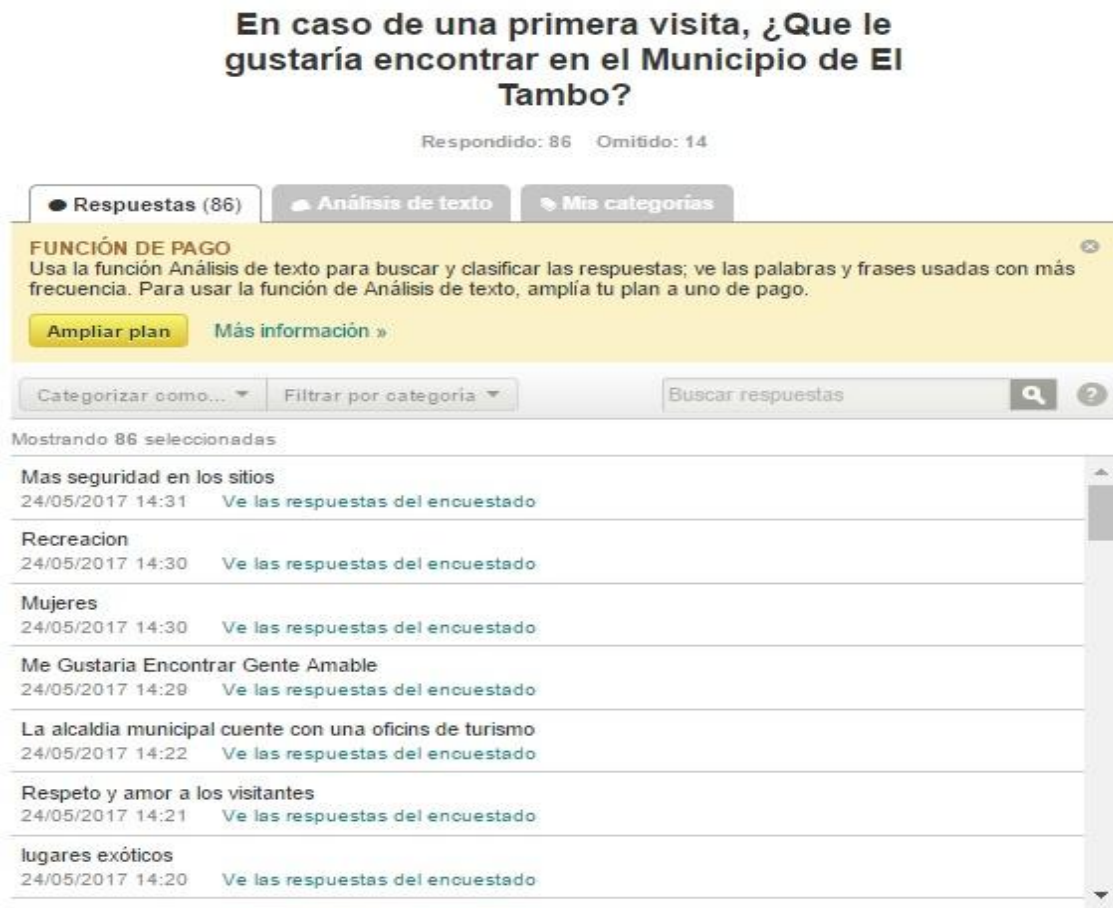 En caso de una primera visita, ¿Que le
gustaría encontrar en el Municipio de El
Tambo?
Respondido: 86 Omitido: 14
Respuestas (86) Análisis de texto Mis categorías
FUNCIÓN DE PAGO
Usa la función Análisis de texto para buscar y clasificar las respuestas; ve las palabras y frases usadas con más
frecuencia. Para usar la función de Análisis de texto, amplía tu plan a uno de pago.
Ampliar plan Más información »
Categorizar como... Filtrar por categoría Buscar respuestas ?
Mostrando 86 seleccionadas
Mas seguridad en los sitios
24/05/2017 14:31 Ve las respuestas del encuestado
Recreacion
24/05/2017 14:30 Ve las respuestas del encuestado
Mujeres
24/05/2017 14:30 Ve las respuestas del encuestado
Me Gustaria Encontrar Gente Amable
24/05/2017 14:29 Ve las respuestas del encuestado
La alcaldia municipal cuente con una oficins de turismo
24/05/2017 14:22 Ve las respuestas del encuestado
Respeto y amor a los visitantes
24/05/2017 14:21 Ve las respuestas del encuestado
lugares exóticos
24/05/2017 14:20 Ve las respuestas del encuestado